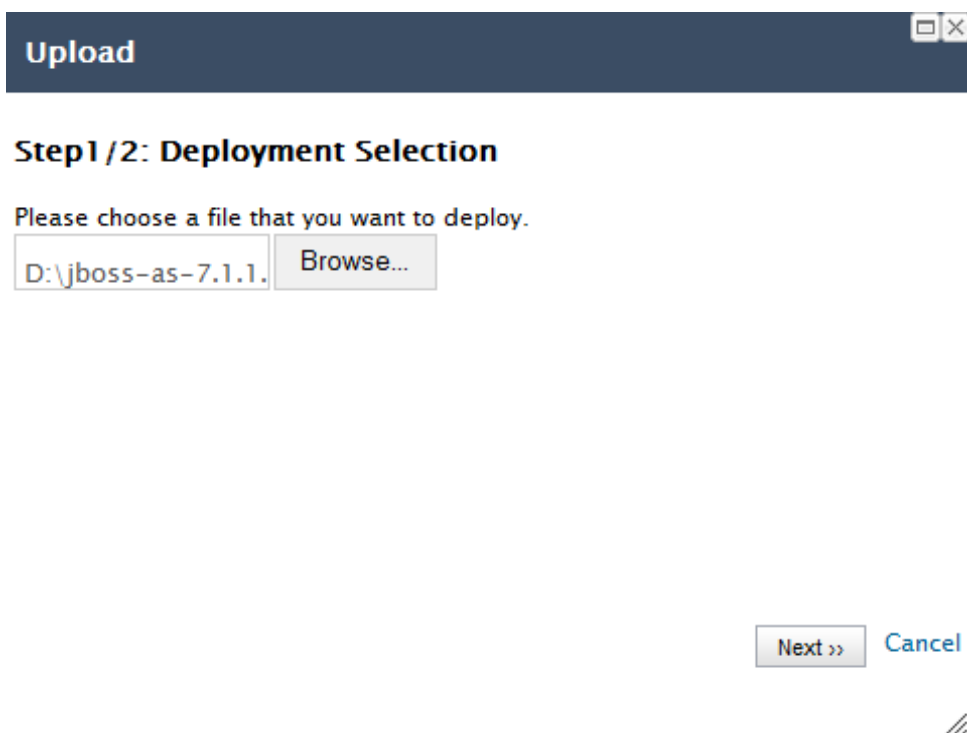 Upload
Step1/2: Deployment Selection
Please choose a file that you want to deploy.
D:\jboss-as-7.1.1. Browse...
Next ›› Cancel